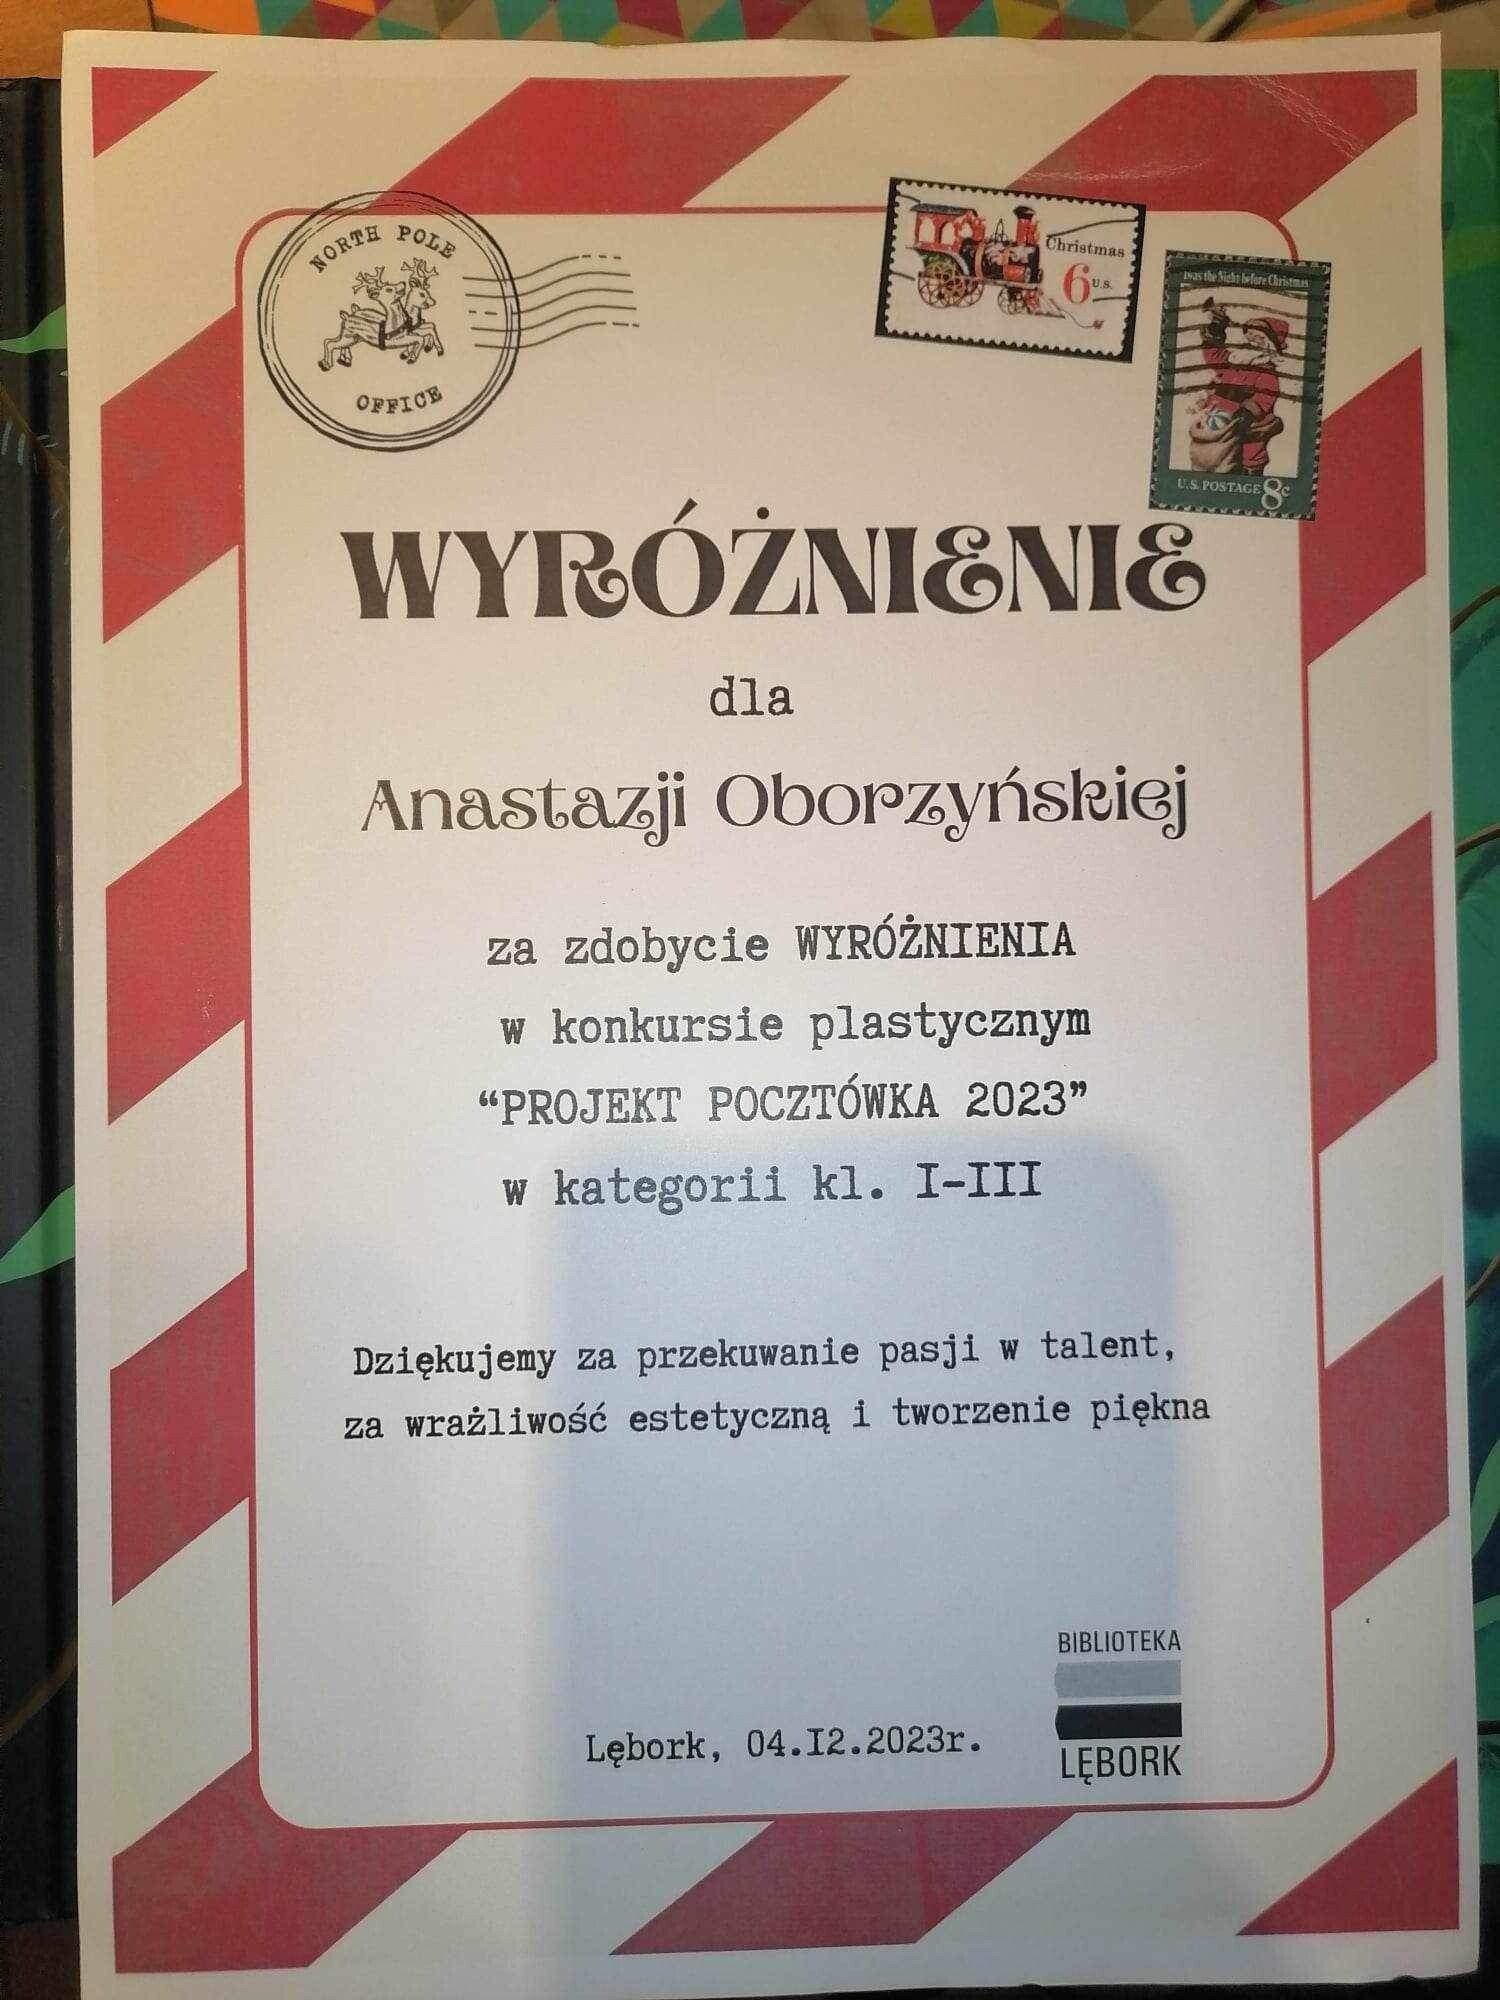 NORTH POLE
OFFICE
Christmas
6 U.S.
Twas the Night before Christmas
U.S. POSTAGE 8c
WYRÓŻNIENIE
dla
Anastazji Oborzyńskiej
za zdobycie WYRÓŻNIENIA
w konkursie plastycznym
“PROJEKT POCZTÓWKA 2023”
w kategorii kl. I-III
Dziękujemy za przekuwanie pasji w talent,
za wrażliwość estetyczną i tworzenie piękna
BIBLIOTEKA
LĘBORK
Lębork, 04.12.2023r.